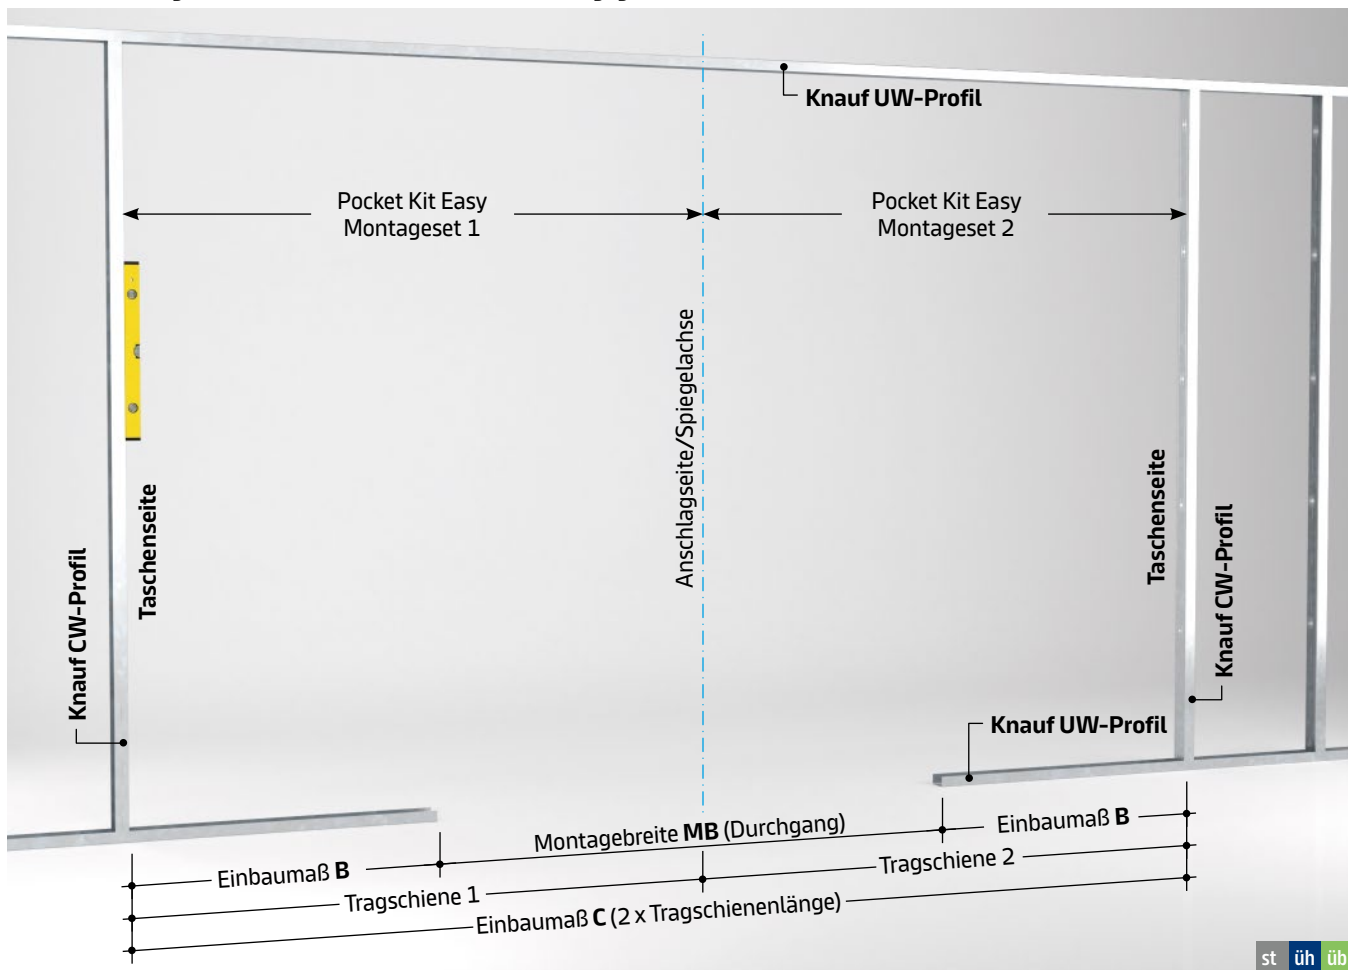 Knauf UW-Profil
Pocket Kit Easy
Montageset 1
Pocket Kit Easy
Montageset 2
Anschlagseite/Spiegelachse
Taschenseite
Knauf CW-Profil
Taschenseite
Knauf CW-Profil
Knauf UW-Profil
Einbaumaß B
Montagebreite MB (Durchgang)
Einbaumaß B
Tragschiene 1
Tragschiene 2
Einbaumaß C (2 x Tragschienenlänge)
st üh üb